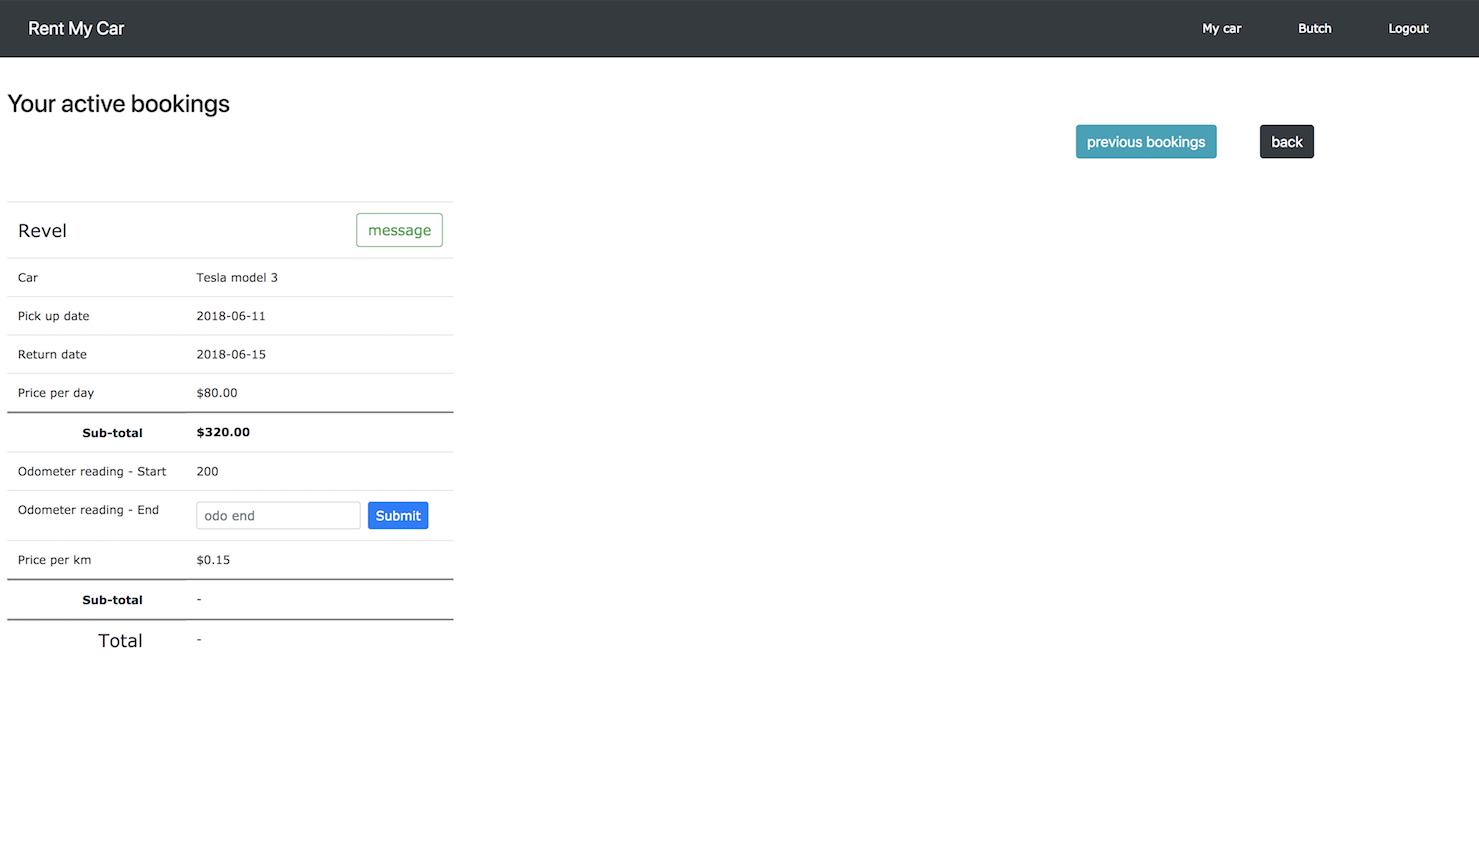 Rent My Car My car Butch Logout
Your active bookings
previous bookings back
Revel message
Car Tesla model 3
Pick up date 2018-06-11
Return date 2018-06-15
Price per day $80.00
Sub-total $320.00
Odometer reading - Start 200
Odometer reading - End odo end Submit
Price per km $0.15
Sub-total -
Total -